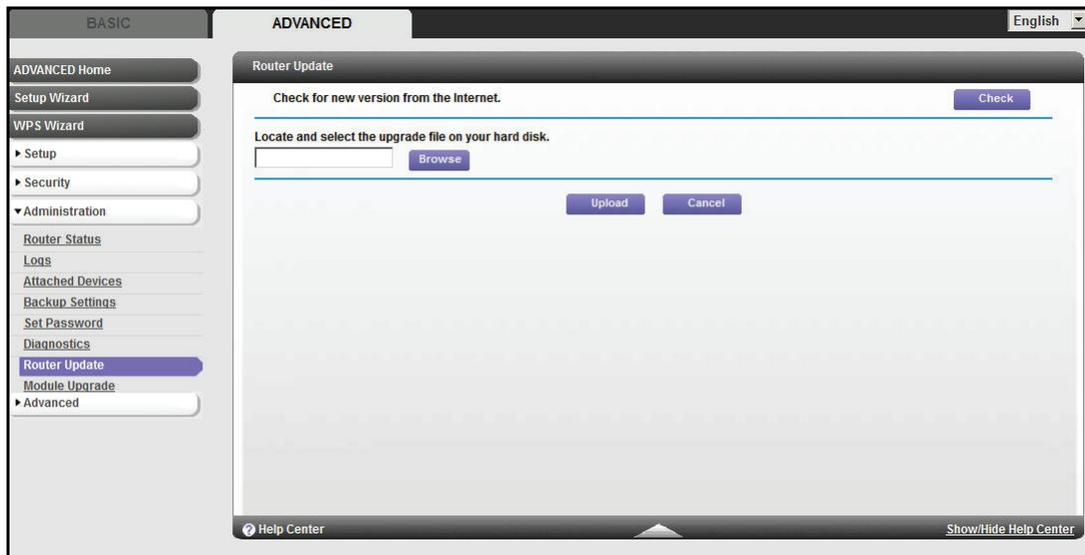 BASIC
ADVANCED
English
ADVANCED Home
Setup Wizard
WPS Wizard
Setup
Security
Administration
Router Status
Logs
Attached Devices
Backup Settings
Set Password
Diagnostics
Router Update
Module Upgrade
Advanced
Router Update
Check for new version from the Internet.
Check
Locate and select the upgrade file on your hard disk.
Browse
Upload
Cancel
Help Center
Show/Hide Help Center